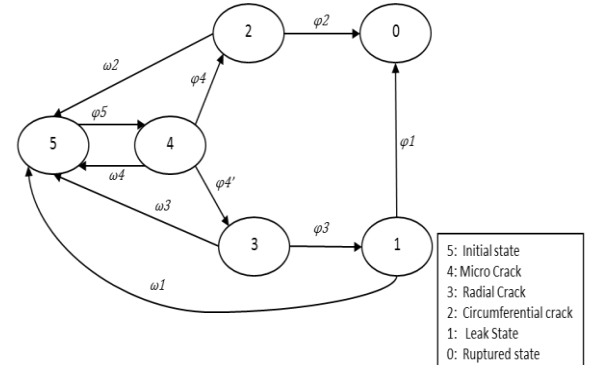 2
φ2
0
ω2
φ4
φ5
5
4
φ1
ω4
φ4'
ω3
3
φ3
1
ω1
5: Initial state
4: Micro Crack
3: Radial Crack
2: Circumferential crack
1: Leak State
0: Ruptured state